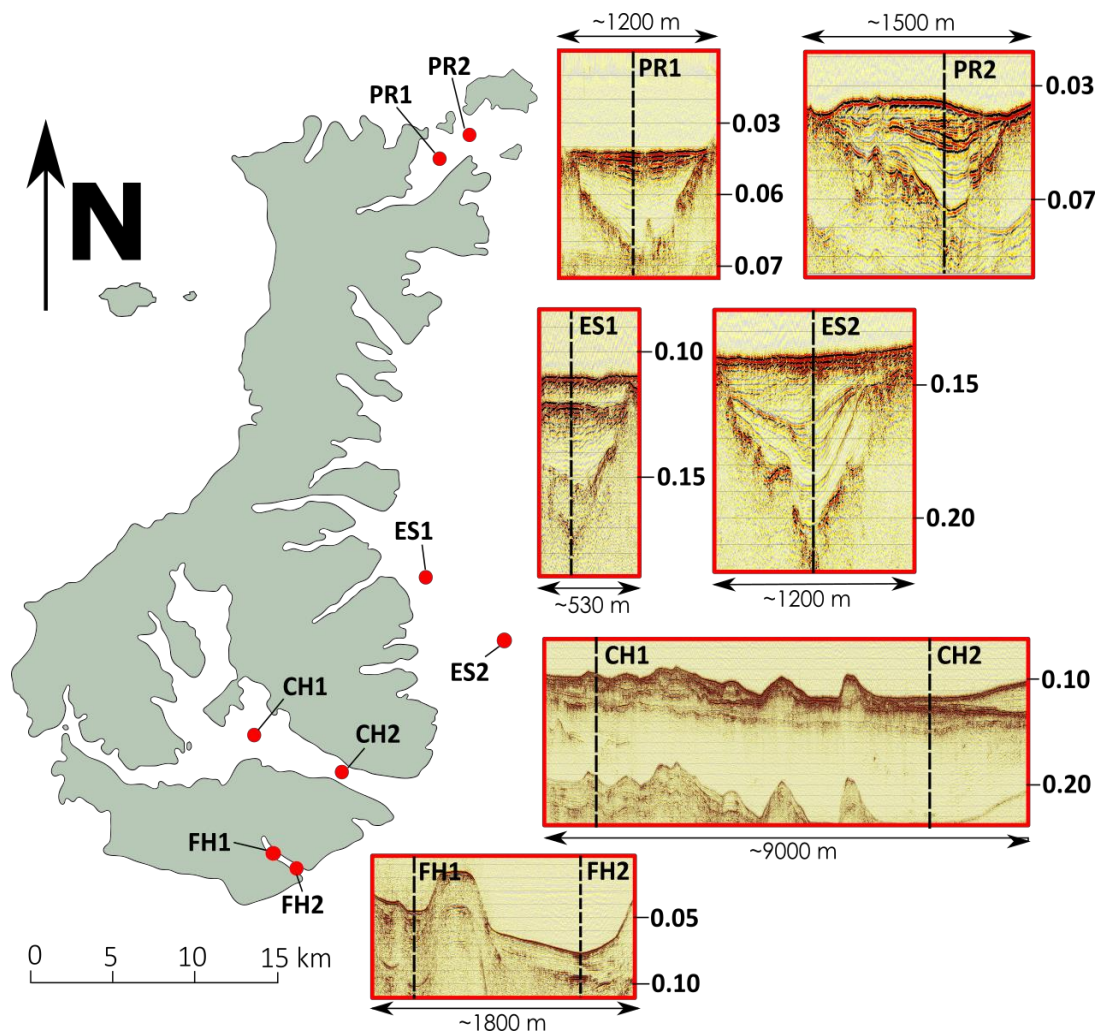 ~1200 m
~1500 m
PR1
PR2
0.03
0.06
0.07
0.03
0.07
PR2
PR1
N
ES1
ES2
0.10
0.15
0.15
0.20
~530 m
~1200 m
ES1
ES2
CH1
CH2
CH1
CH2
0.10
0.20
~9000 m
FH1
FH2
FH1
FH2
0.05
0.10
~1800 m
0 5 10 15 km